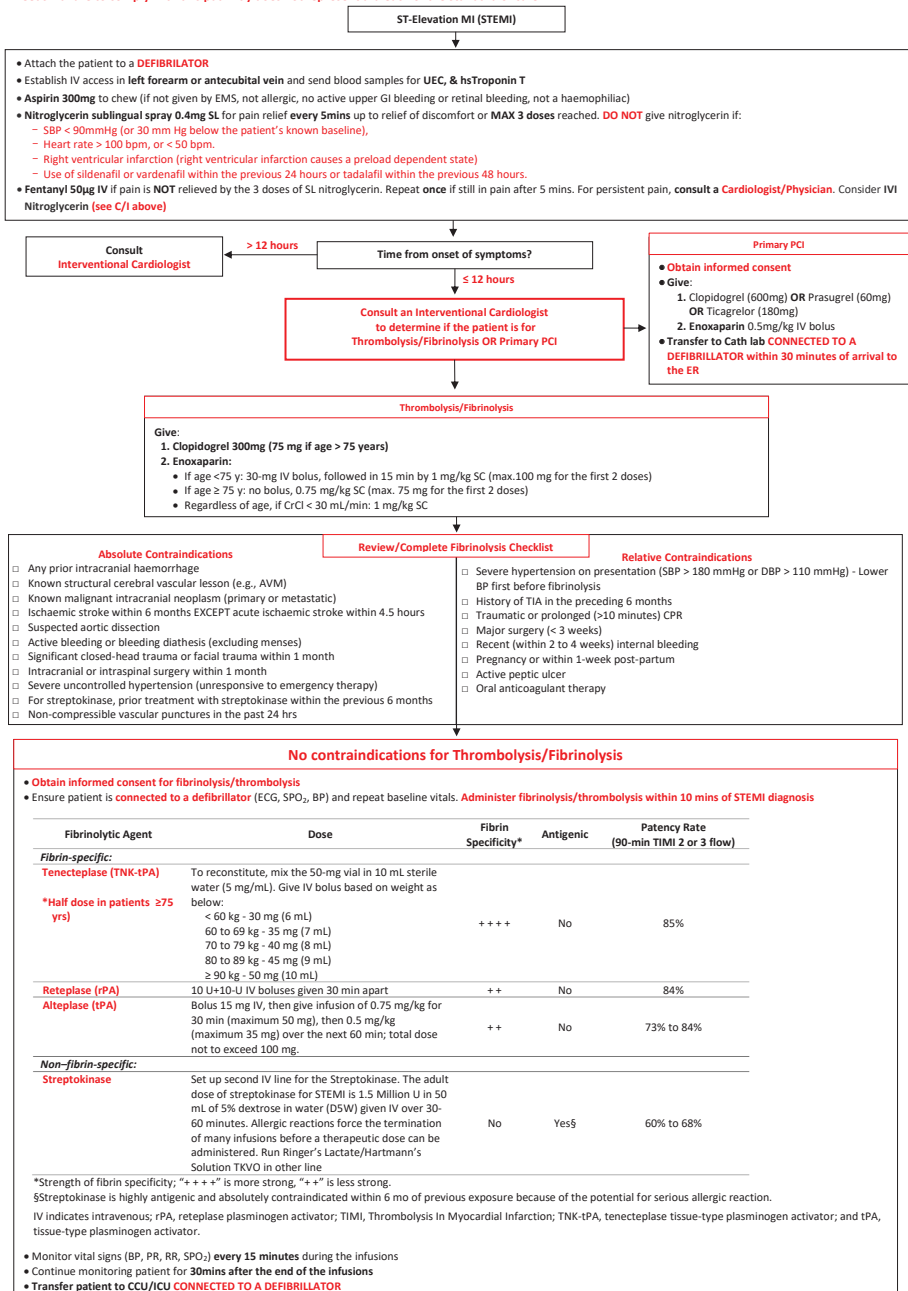 ST-Elevation MI (STEMI)
• Attach the patient to a DEFIBRILATOR
• Establish IV access in left forearm or antecubital vein and send blood samples for UEC, & hsTroponin T
• Aspirin 300mg to chew (if not given by EMS, not allergic, no active upper GI bleeding or retinal bleeding, not a haemophiliac)
• Nitroglycerin sublingual spray 0.4mg SL for pain relief every 5mins up to relief of discomfort or MAX 3 doses reached. DO NOT give nitroglycerin if:
− SBP < 90mmHg (or 30 mm Hg below the patient's known baseline),
− Heart rate > 100 bpm, or < 50 bpm.
− Right ventricular infarction (right ventricular infarction causes a preload dependent state)
− Use of sildenafil or vardenafil within the previous 24 hours or tadalafil within the previous 48 hours.
• Fentanyl 50µg IV if pain is NOT relieved by the 3 doses of SL nitroglycerin. Repeat once if still in pain after 5 mins. For persistent pain, consult a Cardiologist/Physician. Consider IVI
Nitroglycerin (see C/I above)
Consult
Interventional Cardiologist
> 12 hours
Time from onset of symptoms?
≤ 12 hours
Consult an Interventional Cardiologist
to determine if the patient is for
Thrombolysis/Fibrinolysis OR Primary PCI
Primary PCI
• Obtain informed consent
• Give:
1. Clopidogrel (600mg) OR Prasugrel (60mg)
OR Ticagrelor (180mg)
2. Enoxaparin 0.5mg/kg IV bolus
• Transfer to Cath lab CONNECTED TO A
DEFIBRILLATOR within 30 minutes of arrival to
the ER
Thrombolysis/Fibrinolysis
Give:
1. Clopidogrel 300mg (75 mg if age > 75 years)
2. Enoxaparin:
• If age <75 y: 30-mg IV bolus, followed in 15 min by 1 mg/kg SC (max.100 mg for the first 2 doses)
• If age ≥ 75 y: no bolus, 0.75 mg/kg SC (max. 75 mg for the first 2 doses)
• Regardless of age, if CrCl < 30 mL/min: 1 mg/kg SC
Review/Complete Fibrinolysis Checklist
Absolute Contraindications
□ Any prior intracranial haemorrhage
□ Known structural cerebral vascular lesson (e.g., AVM)
□ Known malignant intracranial neoplasm (primary or metastatic)
□ Ischaemic stroke within 6 months EXCEPT acute ischaemic stroke within 4.5 hours
□ Suspected aortic dissection
□ Active bleeding or bleeding diathesis (excluding menses)
□ Significant closed-head trauma or facial trauma within 1 month
□ Intracranial or intraspinal surgery within 1 month
□ Severe uncontrolled hypertension (unresponsive to emergency therapy)
□ For streptokinase, prior treatment with streptokinase within the previous 6 months
□ Non-compressible vascular punctures in the past 24 hrs
Relative Contraindications
□ Severe hypertension on presentation (SBP > 180 mmHg or DBP > 110 mmHg) - Lower
BP first before fibrinolysis
□ History of TIA in the preceding 6 months
□ Traumatic or prolonged (>10 minutes) CPR
□ Major surgery (< 3 weeks)
□ Recent (within 2 to 4 weeks) internal bleeding
□ Pregnancy or within 1-week post-partum
□ Active peptic ulcer
□ Oral anticoagulant therapy
No contraindications for Thrombolysis/Fibrinolysis
• Obtain informed consent for fibrinolysis/thrombolysis
• Ensure patient is connected to a defibrillator (ECG, SPO₂, BP) and repeat baseline vitals. Administer fibrinolysis/thrombolysis within 10 mins of STEMI diagnosis
Fibrinolytic Agent Dose Fibrin Specificity* Antigenic Patency Rate (90-min TIMI 2 or 3 flow)
Fibrin-specific:
Tenecteplase (TNK-tPA)
*Half dose in patients ≥75
yrs)
To reconstitute, mix the 50-mg vial in 10 mL sterile
water (5 mg/mL). Give IV bolus based on weight as
below:
< 60 kg - 30 mg (6 mL)
60 to 69 kg - 35 mg (7 mL)
70 to 79 kg - 40 mg (8 mL)
80 to 89 kg - 45 mg (9 mL)
≥ 90 kg - 50 mg (10 mL)
+ + + + No 85%
Reteplase (rPA) 10 U+10-U IV boluses given 30 min apart + + No 84%
Alteplase (tPA)
Bolus 15 mg IV, then give infusion of 0.75 mg/kg for
30 min (maximum 50 mg), then 0.5 mg/kg
(maximum 35 mg) over the next 60 min; total dose
not to exceed 100 mg.
+ + No 73% to 84%
Non–fibrin-specific:
Streptokinase
Set up second IV line for the Streptokinase. The adult
dose of streptokinase for STEMI is 1.5 Million U in 50
mL of 5% dextrose in water (D5W) given IV over 30-
60 minutes. Allergic reactions force the termination
of many infusions before a therapeutic dose can be
administered. Run Ringer's Lactate/Hartmann's
Solution TKVO in other line
No Yes§ 60% to 68%
*Strength of fibrin specificity; "+ + + +" is more strong, "+ +" is less strong.
§Streptokinase is highly antigenic and absolutely contraindicated within 6 mo of previous exposure because of the potential for serious allergic reaction.
IV indicates intravenous; rPA, reteplase plasminogen activator; TIMI, Thrombolysis In Myocardial Infarction; TNK-tPA, tenecteplase tissue-type plasminogen activator; and tPA,
tissue-type plasminogen activator.
• Monitor vital signs (BP, PR, RR, SPO₂) every 15 minutes during the infusions
• Continue monitoring patient for 30mins after the end of the infusions
• Transfer patient to CCU/ICU CONNECTED TO A DEFIBRILLATOR